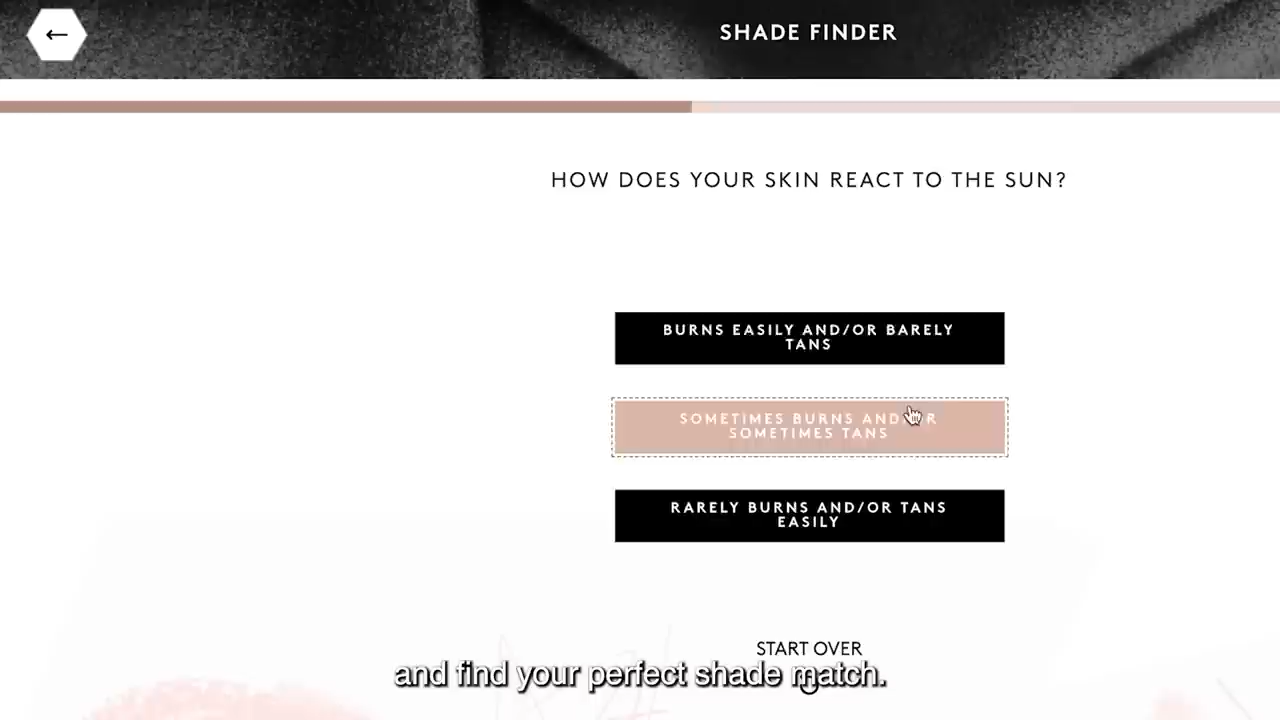 SHADE FINDER
HOW DOES YOUR SKIN REACT TO THE SUN?
BURNS EASILY AND/OR BARELY
TANS
SOMETIMES BURNS AND/OR
SOMETIMES TANS
RARELY BURNS AND/OR TANS
EASILY
START OVER
and find your perfect shade match.